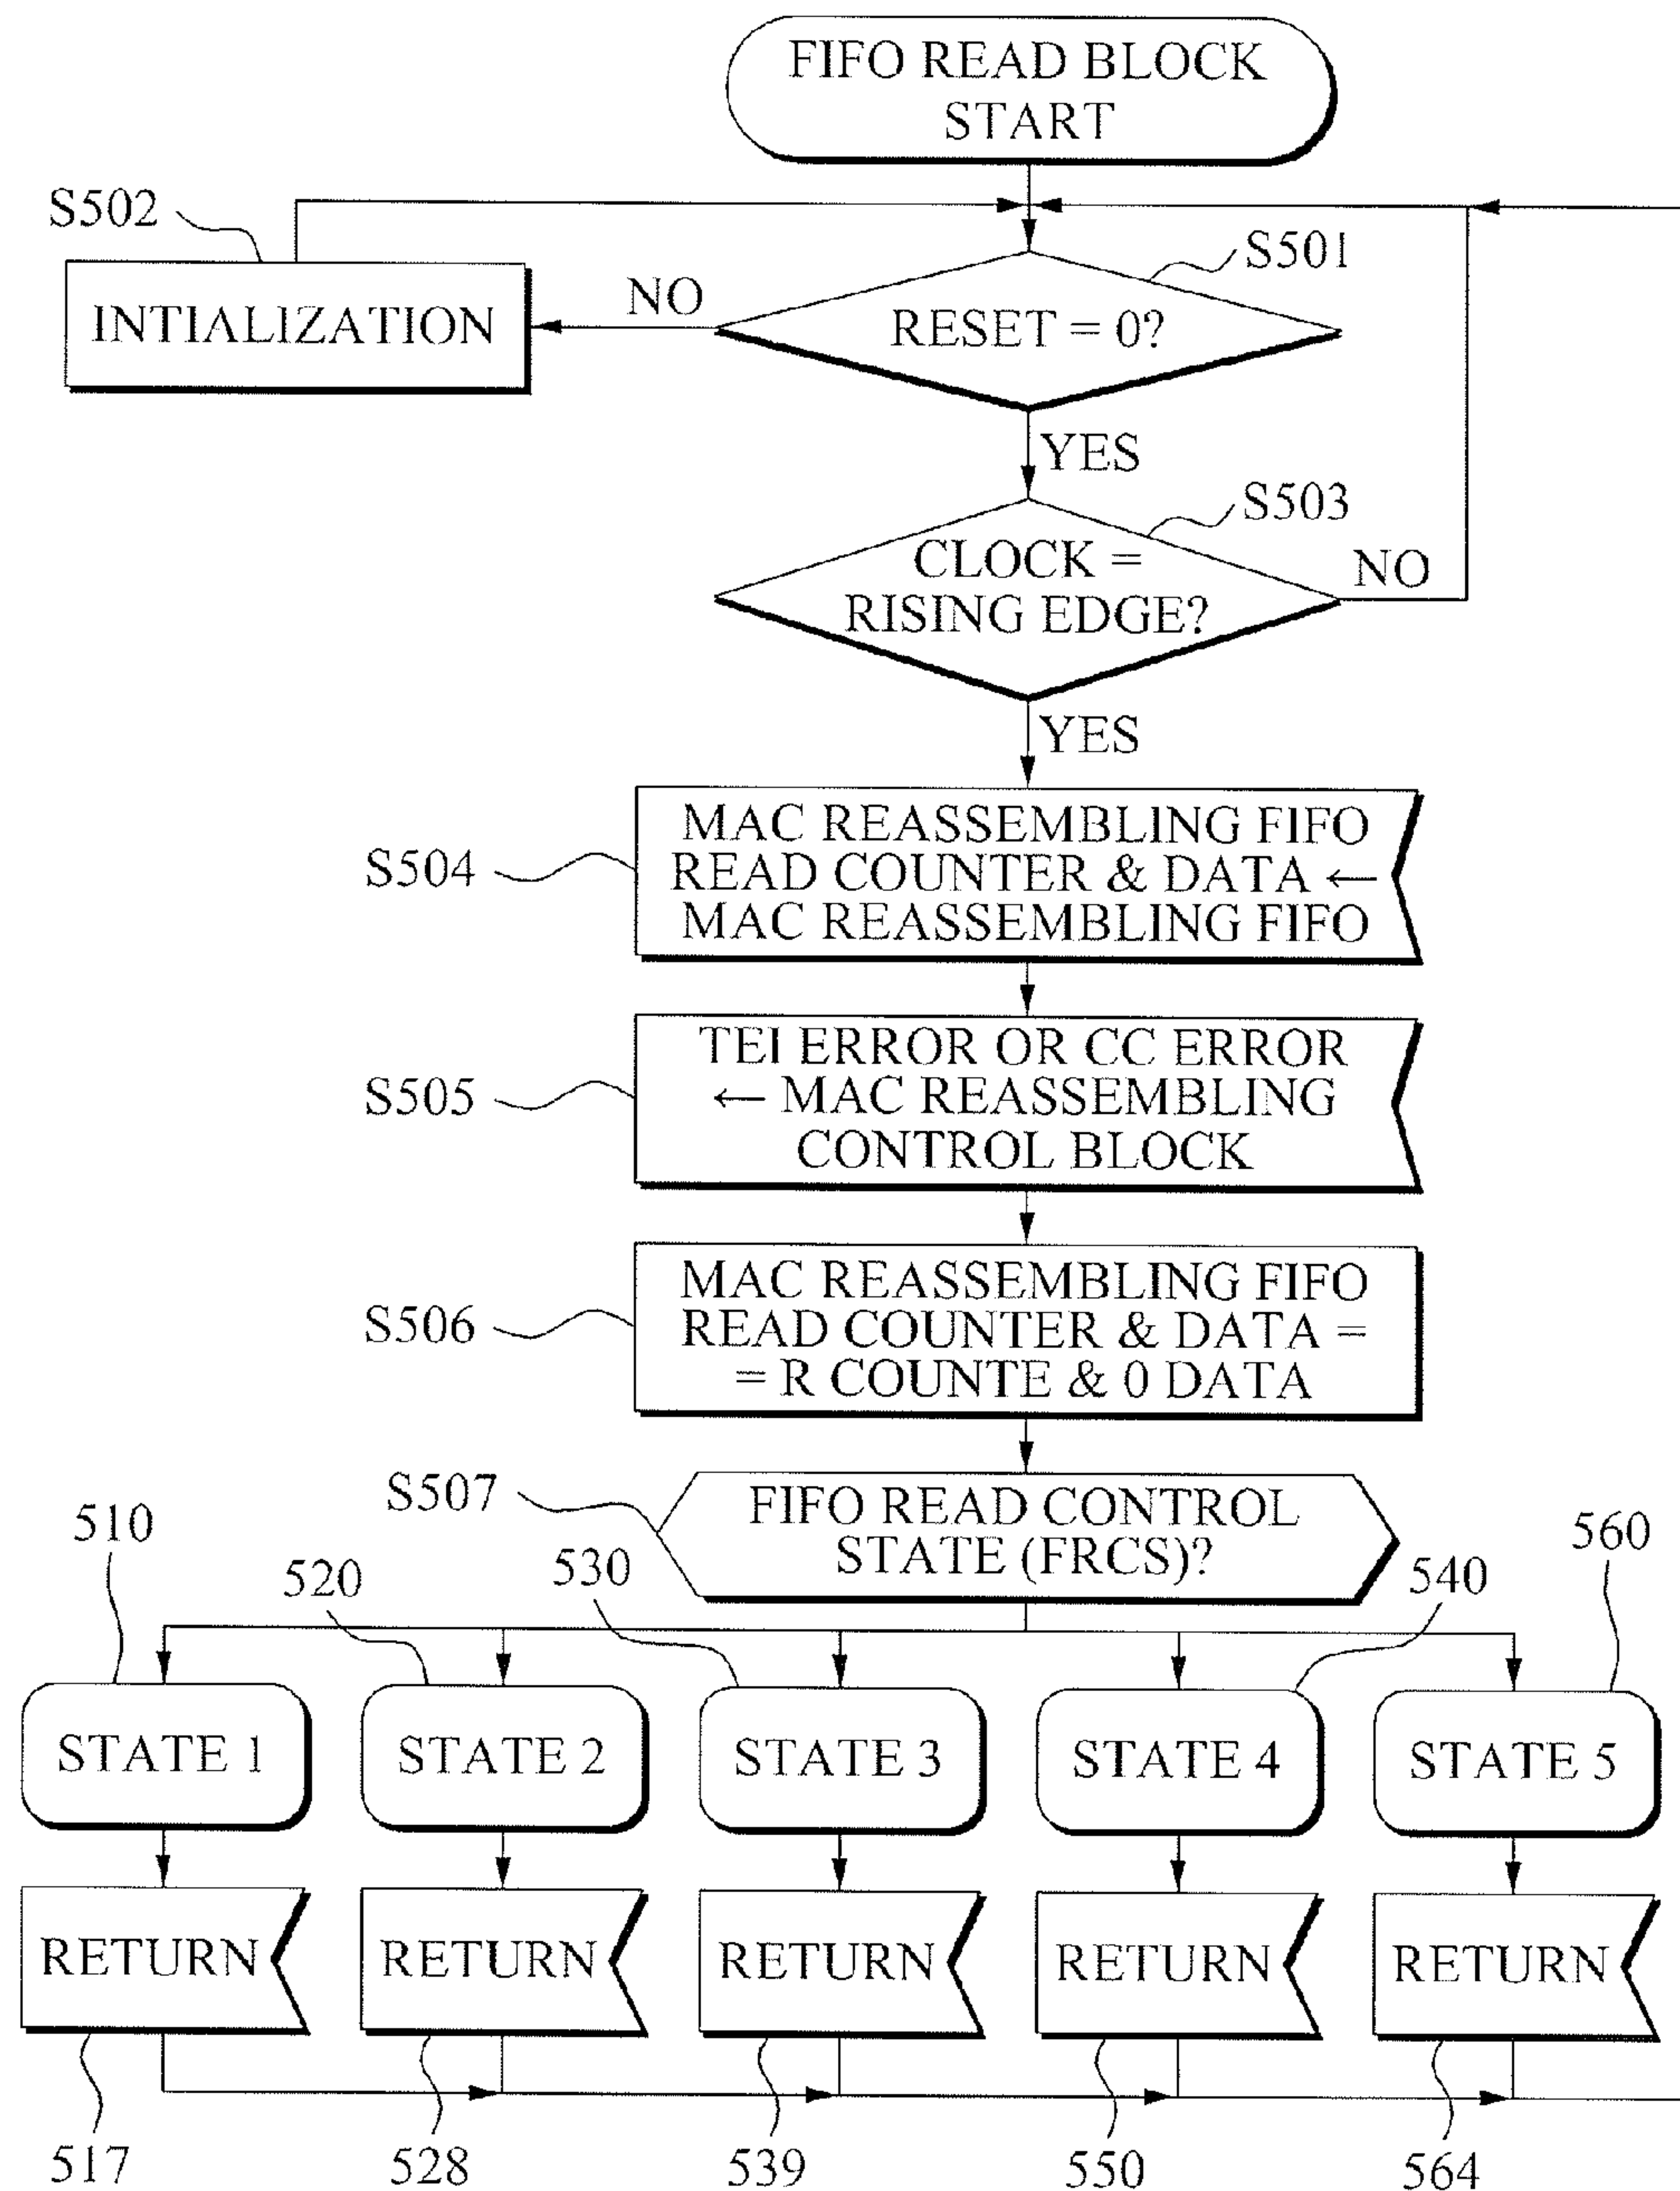 FIFO READ BLOCK
START
S502
S501
INTIALIZATION
NO
RESET = 0?
YES
S503
CLOCK =
RISING EDGE?
NO
YES
S504
MAC REASSEMBLING FIFO
READ COUNTER & DATA ←
MAC REASSEMBLING FIFO
S505
TEI ERROR OR CC ERROR
← MAC REASSEMBLING
CONTROL BLOCK
S506
MAC REASSEMBLING FIFO
READ COUNTER & DATA =
= R COUNTE & 0 DATA
S507
FIFO READ CONTROL
STATE (FRCS)?
510
520
530
540
560
STATE 1
STATE 2
STATE 3
STATE 4
STATE 5
RETURN
RETURN
RETURN
RETURN
RETURN
517
528
539
550
564